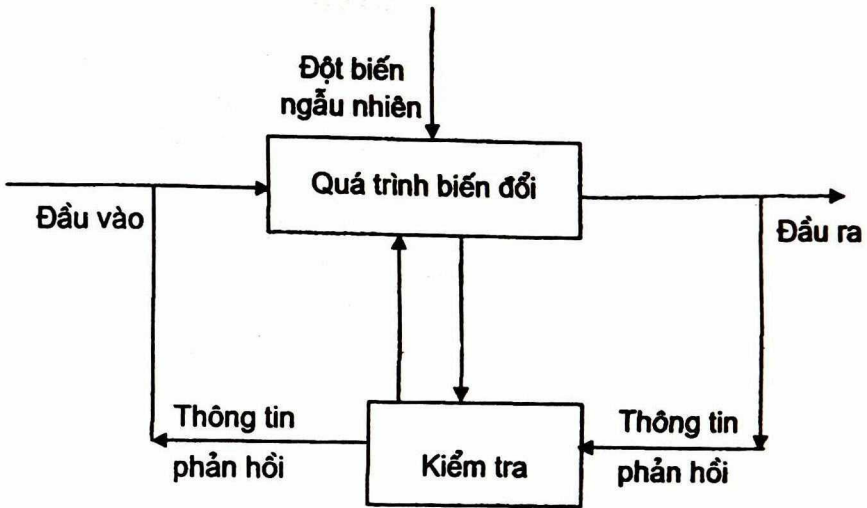 Đột biến
ngẫu nhiên
Quá trình biến đổi
Đầu vào
Đầu ra
Thông tin
phản hồi
Kiểm tra
Thông tin
phản hồi